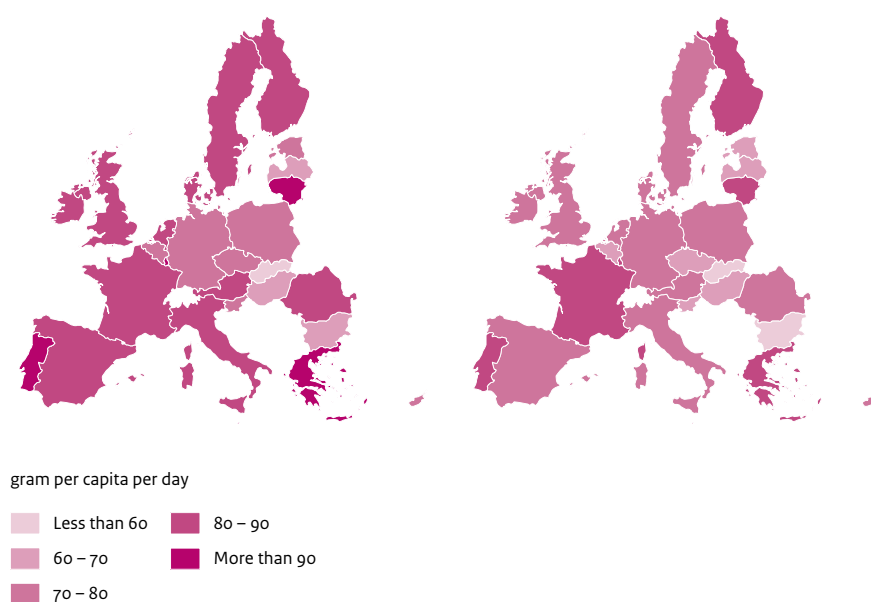 gram per capita per day
Less than 60
60 – 70
70 – 80
80 – 90
More than 90